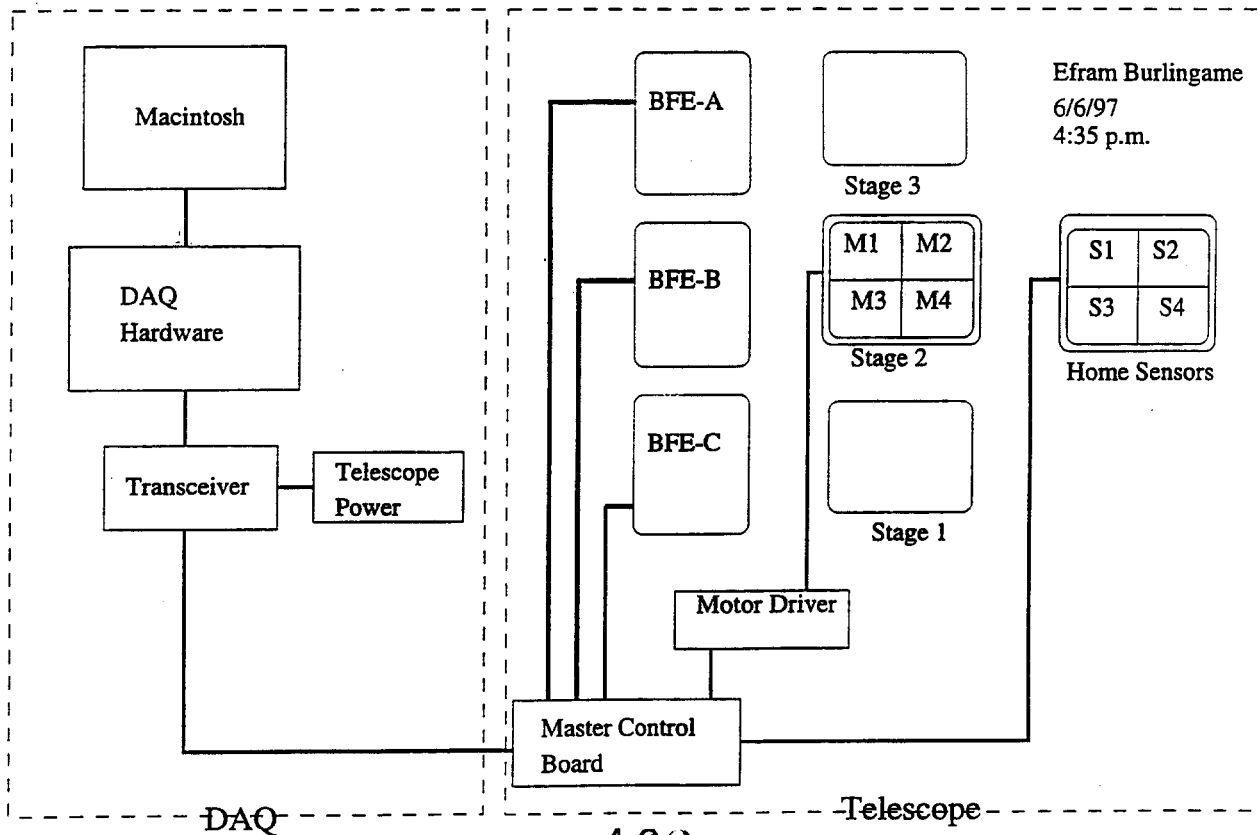 Macintosh
DAQ
Hardware
Transceiver
Telescope
Power
DAQ
BFE-A
BFE-B
BFE-C
Stage 3
M1 M2
M3 M4
Stage 2
Stage 1
Efram Burlingame
6/6/97
4:35 p.m.
S1 S2
S3 S4
Home Sensors
Motor Driver
Master Control
Board
Telescope